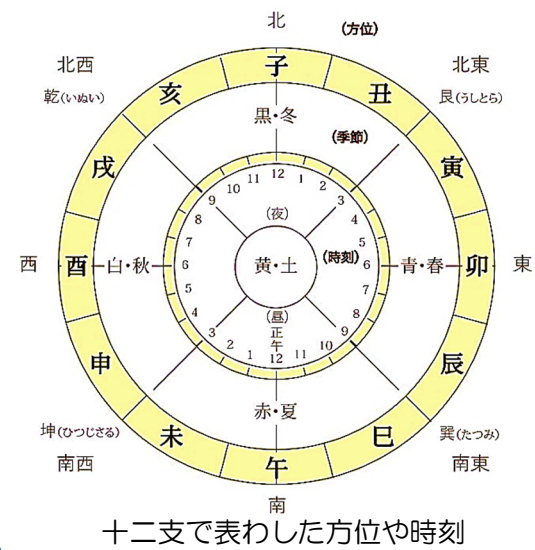 北
(方位)
北西
北東
乾(いぬい)
艮(うしとら)
子
亥
丑
黒・冬
(季節)
戌
寅
12
11
1
10
2
9
3
8
4
(夜)
7
5
西
酉
白・秋
6
黄・土
(時刻)
6
青・春
卯
東
5
7
4
8
(昼)
3
正午
9
2
10
1
12
11
申
辰
赤・夏
坤(ひつじさる)
巽(たつみ)
未
巳
南西
午
南東
南
十二支で表わした方位や時刻